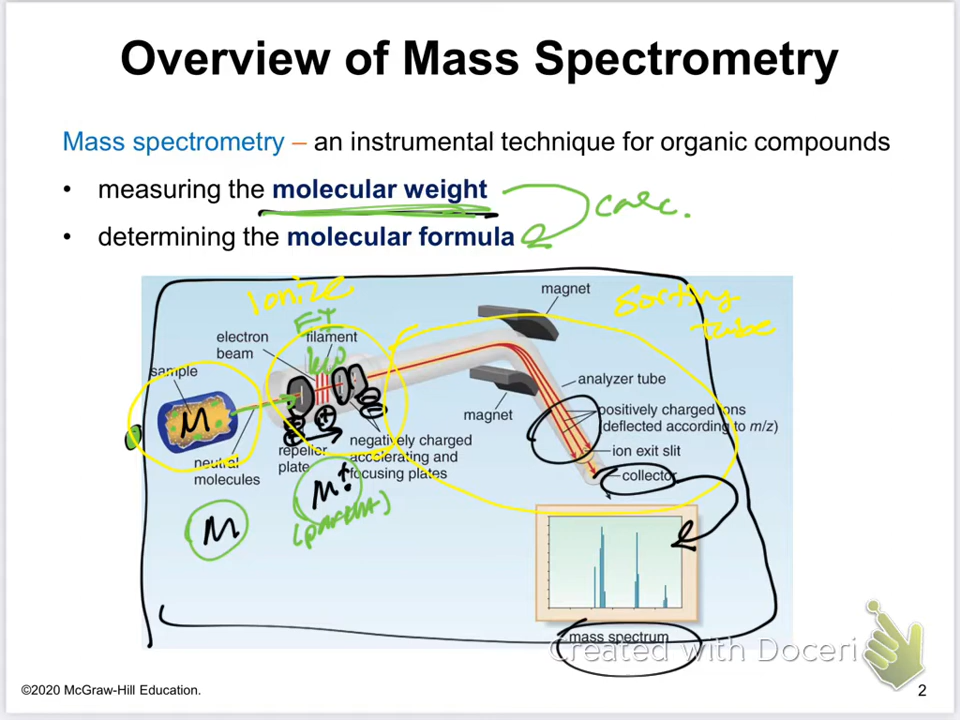 Overview of Mass Spectrometry
Mass spectrometry – an instrumental technique for organic compounds
• measuring the molecular weight
calc.
• determining the molecular formula
Ionize
EI
magnet
Sorting
tube
electron
beam
filament
sample
M
analyzer tube
magnet
positively charged ions
(deflected according to m/z)
neutral
molecules
repeller
plate
negatively charged
accelerating and
focusing plates
ion exit slit
collector
M
M+•
(parent)
mass spectrum
Created with Doceri
©2020 McGraw-Hill Education.
2